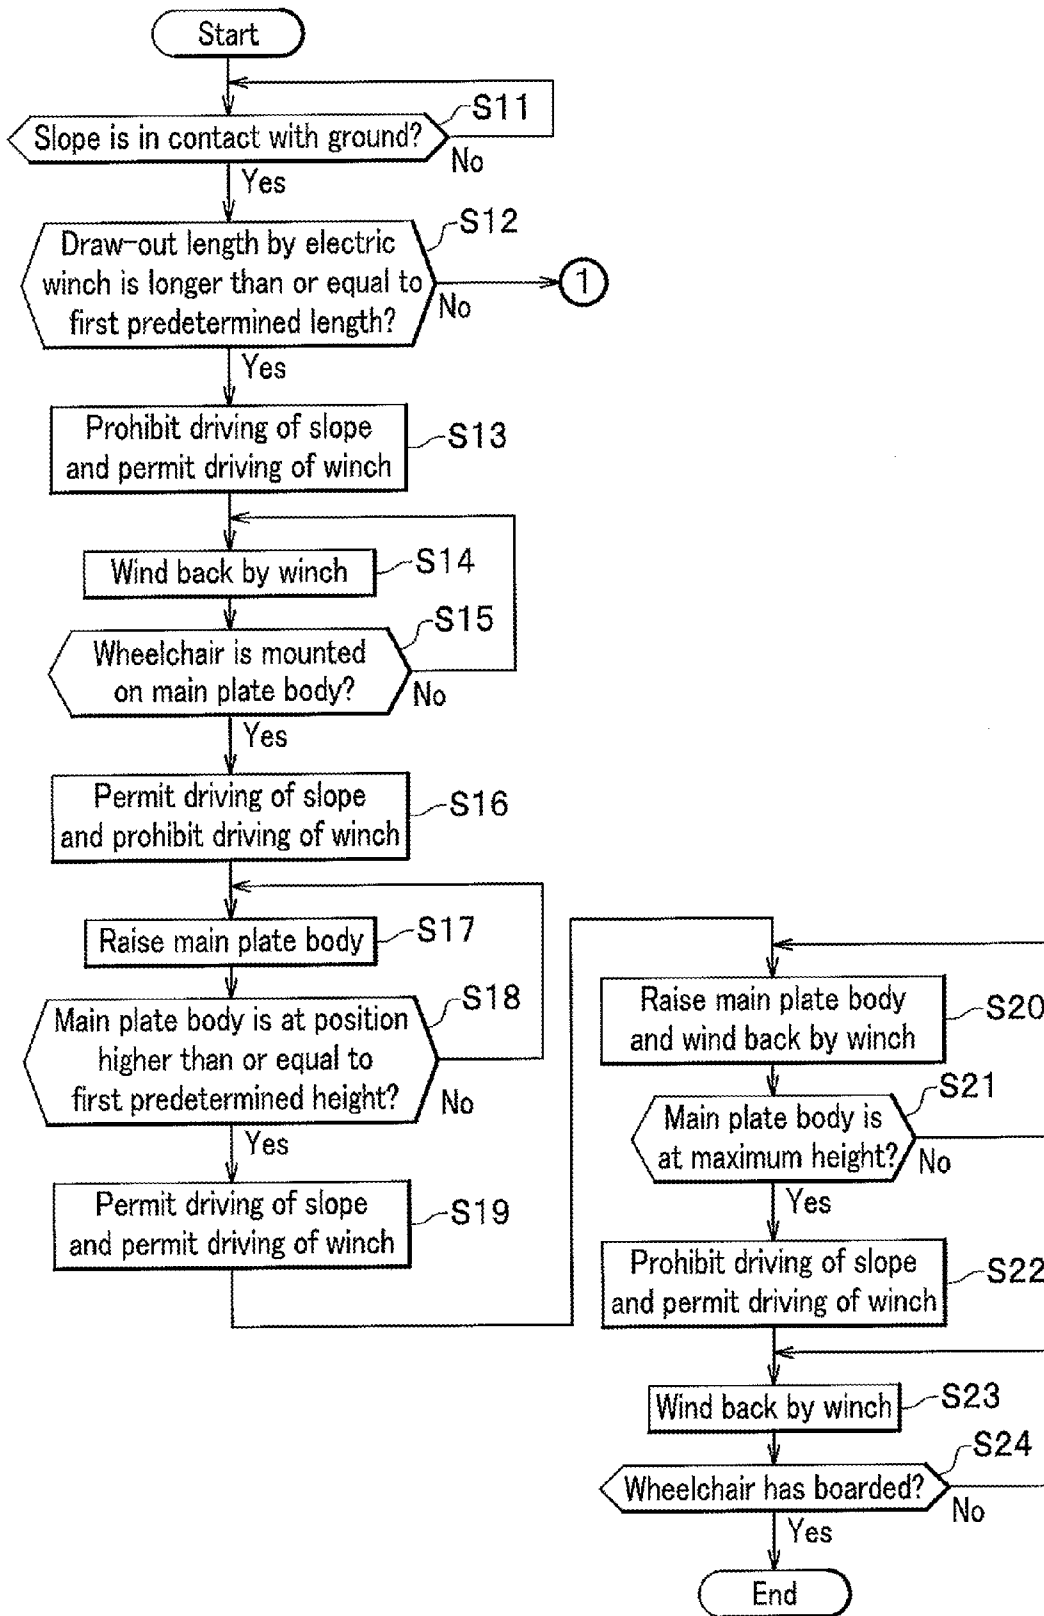 Start
S11
Slope is in contact with ground?
No
Yes
S12
Draw-out length by electric
winch is longer than or equal to
first predetermined length?
No
1
Yes
Prohibit driving of slope
and permit driving of winch
S13
Wind back by winch
S14
S15
Wheelchair is mounted
on main plate body?
No
Yes
Permit driving of slope
and prohibit driving of winch
S16
Raise main plate body
S17
S18
Main plate body is at position
higher than or equal to
first predetermined height?
No
Yes
Permit driving of slope
and permit driving of winch
S19
Raise main plate body
and wind back by winch
S20
S21
Main plate body is
at maximum height?
No
Yes
Prohibit driving of slope
and permit driving of winch
S22
Wind back by winch
S23
S24
Wheelchair has boarded?
No
Yes
End